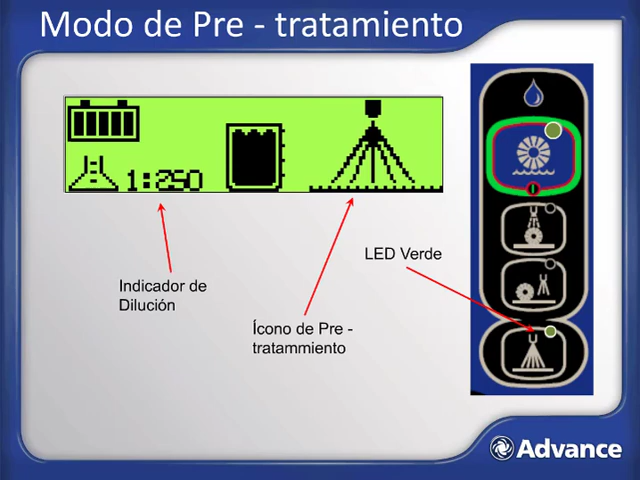 Modo de Pre - tratamiento
1:250
LED Verde
Indicador de
Dilución
Ícono de Pre -
tratammiento
Advance